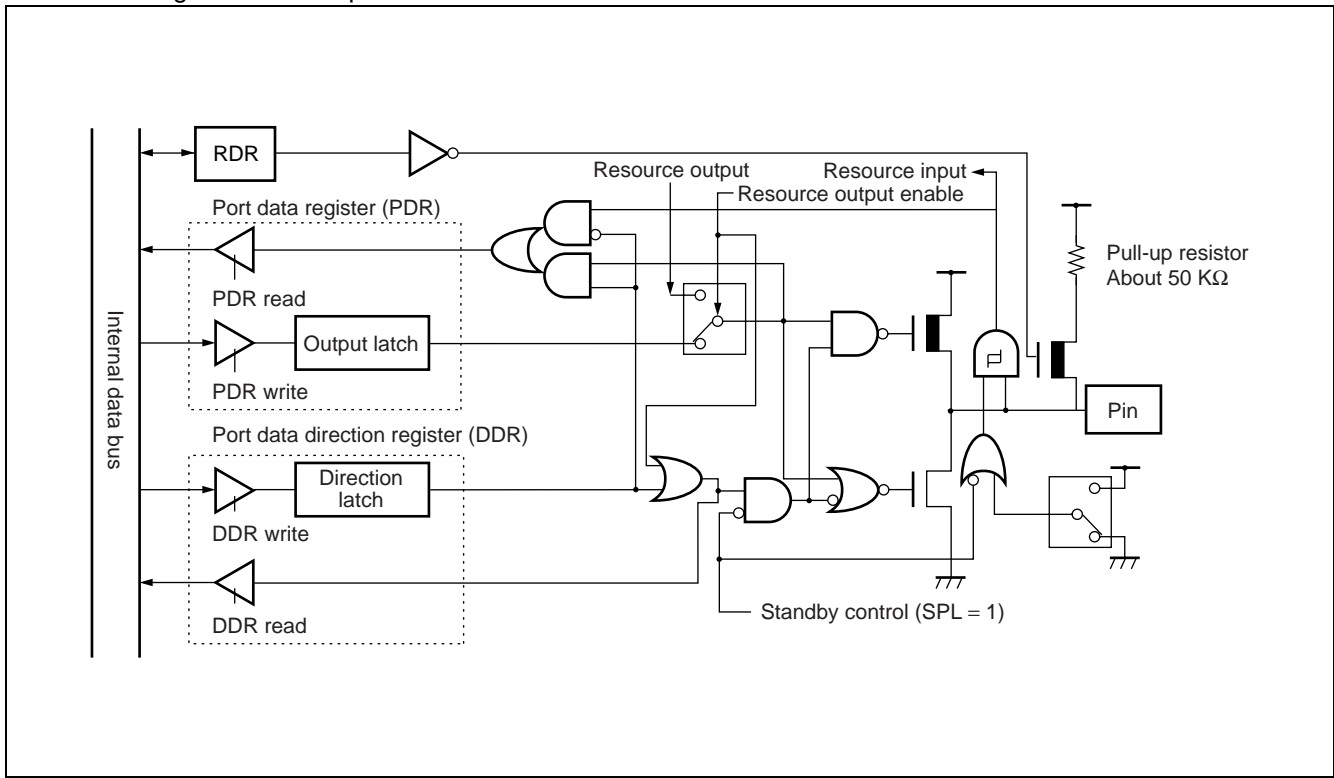 RDR
Resource output
Resource input
Resource output enable
Port data register (PDR)
PDR read
Pull-up resistor
About 50 KΩ
Internal data bus
Output latch
PDR write
Pin
Port data direction register (DDR)
Direction
latch
DDR write
Standby control (SPL = 1)
DDR read